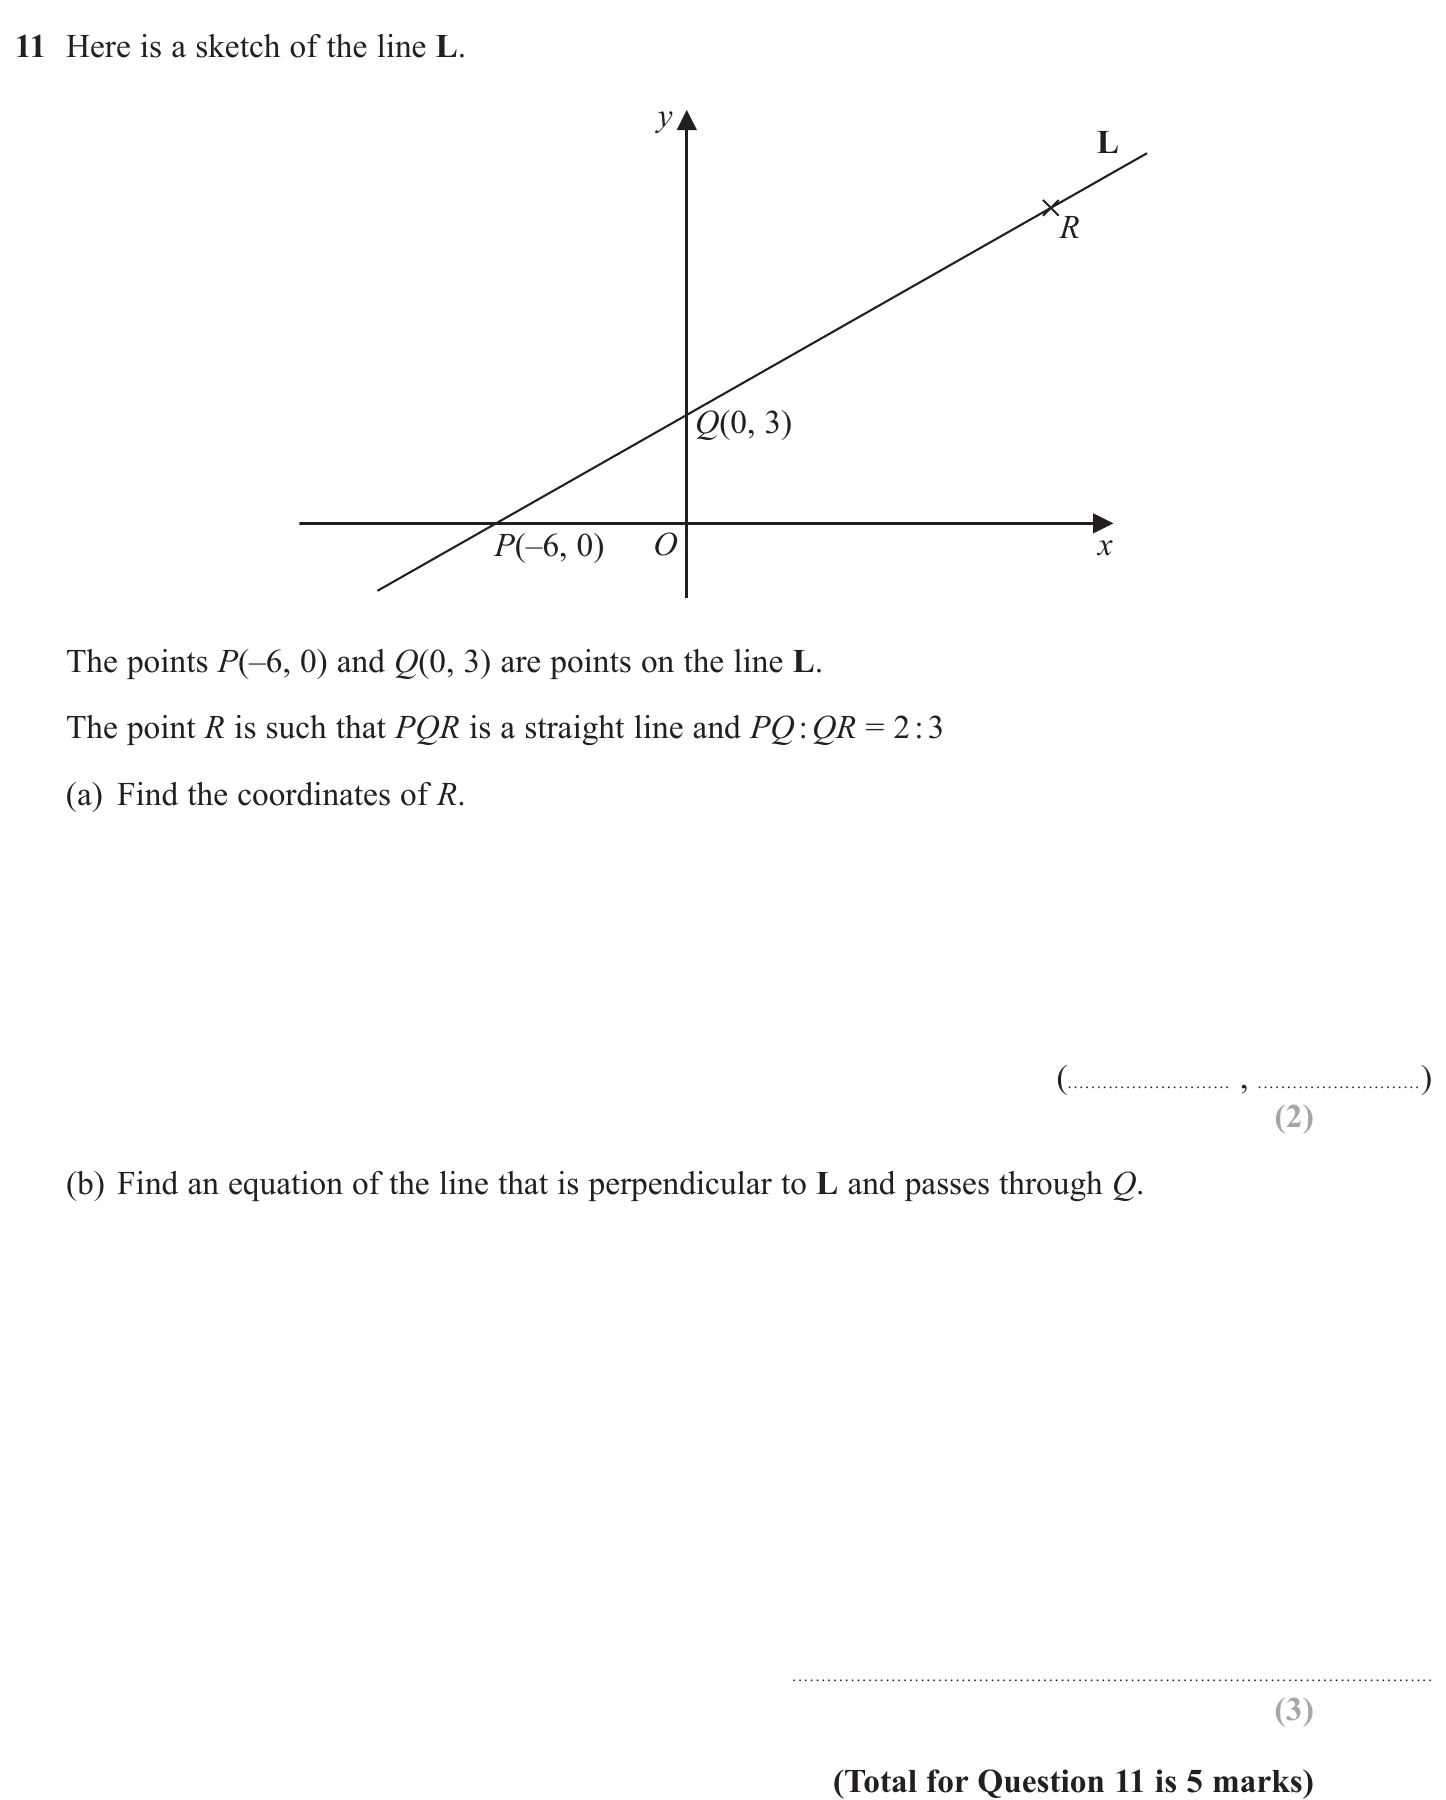 11 Here is a sketch of the line L.
y
L
R
Q(0, 3)
P(–6, 0)
O
x
The points P(–6, 0) and Q(0, 3) are points on the line L.
The point R is such that PQR is a straight line and PQ : QR = 2 : 3
(a) Find the coordinates of R.
(............................ , ............................)
(2)
(b) Find an equation of the line that is perpendicular to L and passes through Q.
..............................................................................................................
(3)
(Total for Question 11 is 5 marks)